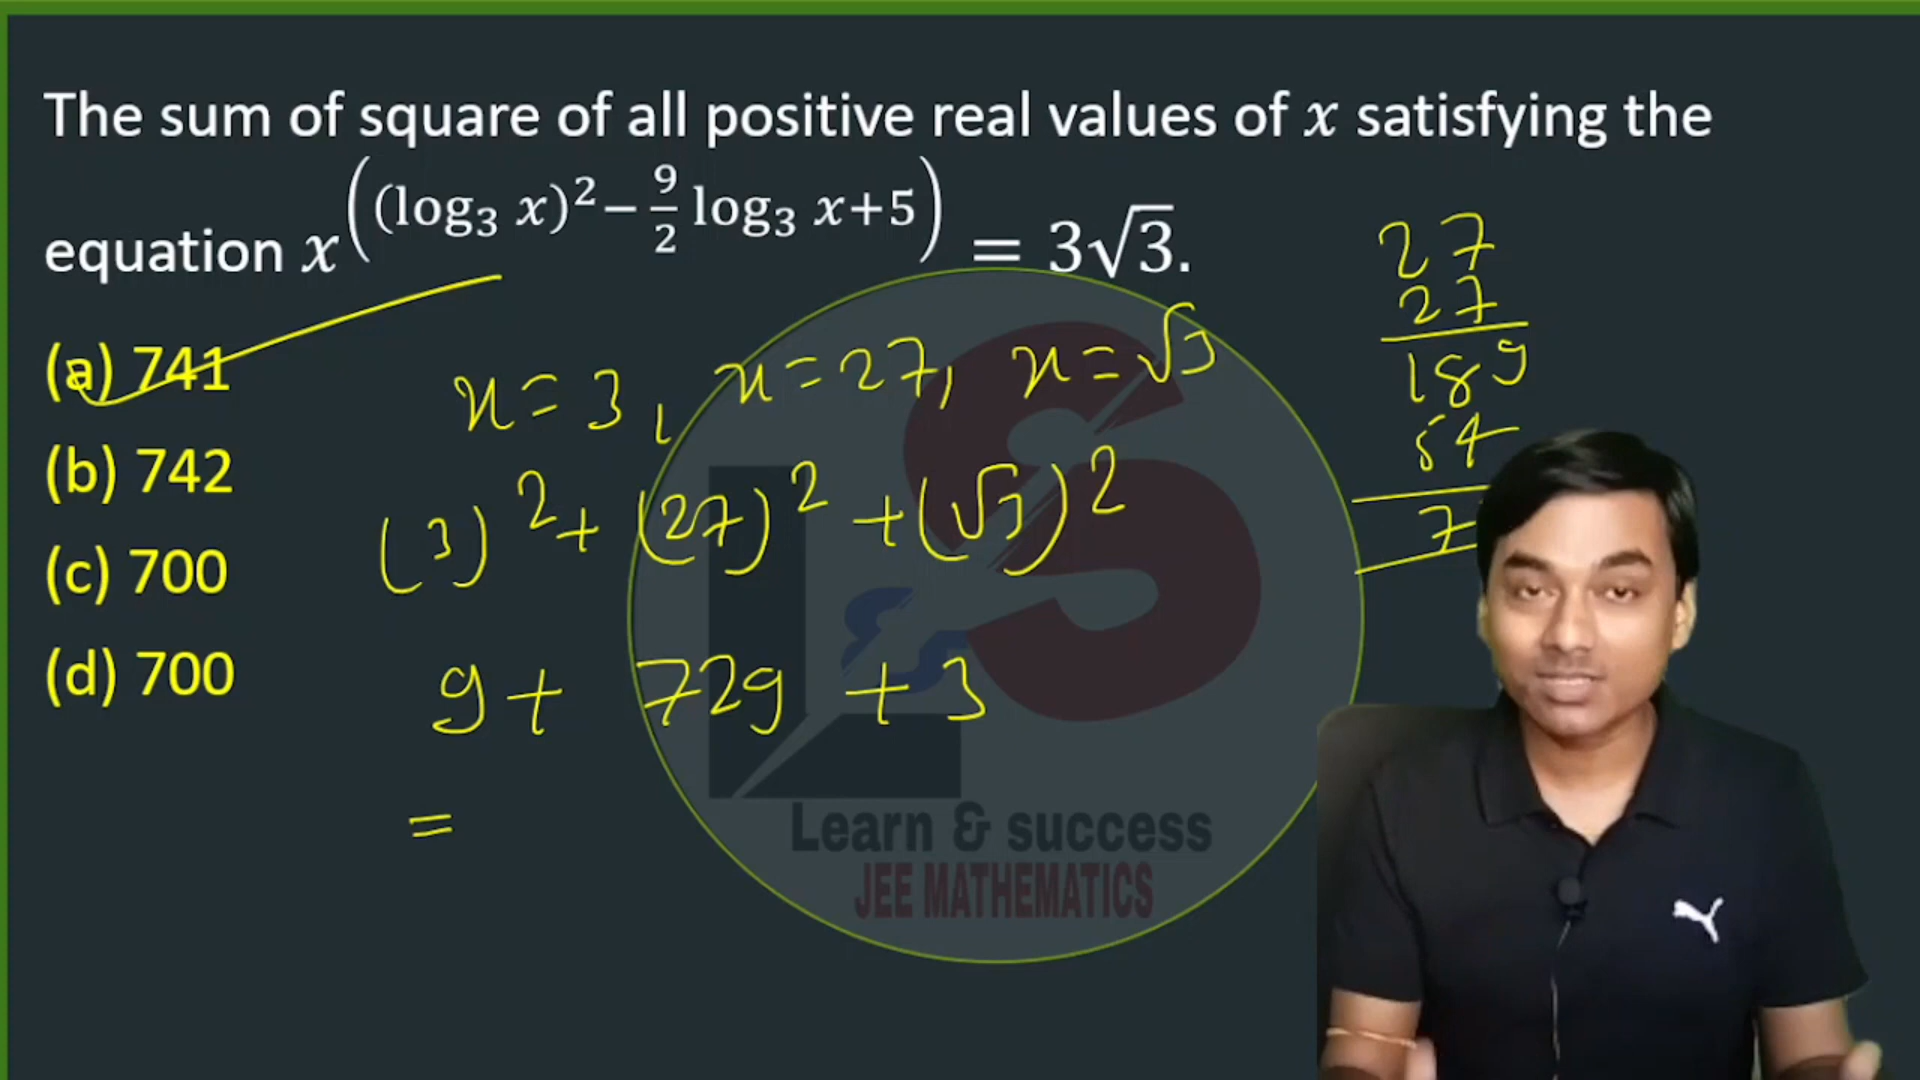 The sum of square of all positive real values of x satisfying the
equation x^((log₃ x)² − 9/2 log₃ x+5) = 3√3.
(a) 741
(b) 742
(c) 700
(d) 700
x = 3, x = 27, x = √3
(3)² + (27)² + (√3)²
9 + 729 + 3
=
27
27
189
54
7
LS
Learn & success
JEE MATHEMATICS